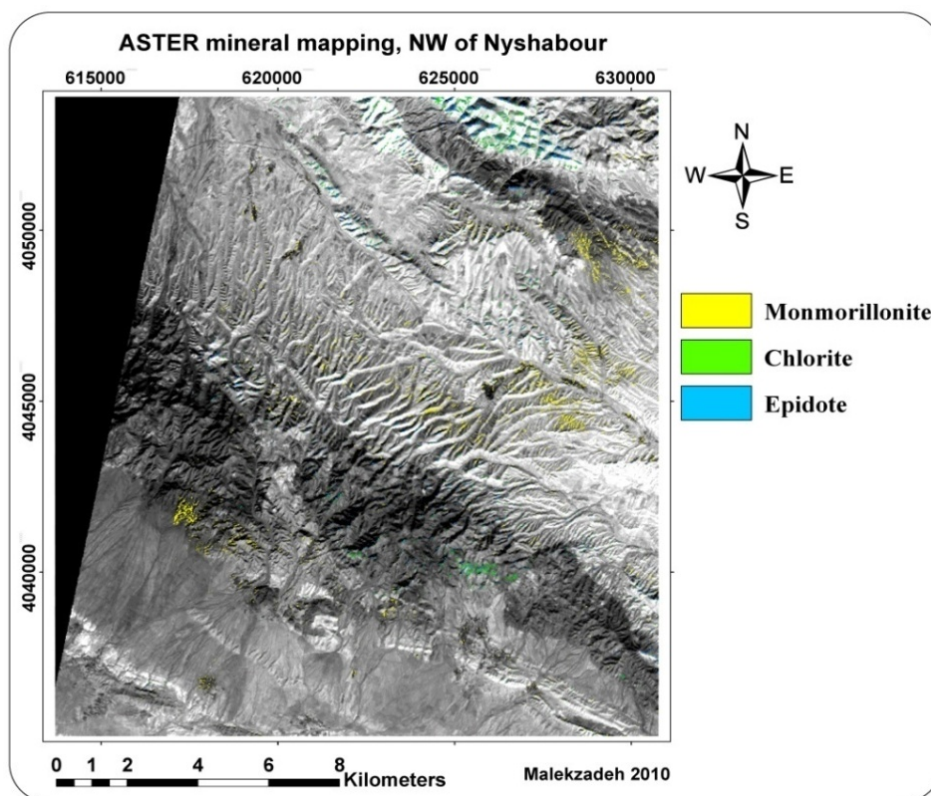 ASTER mineral mapping, NW of Nyshabour
615000 620000 625000 630000
N
W E
S
4050000
4045000
4040000
Monmorillonite
Chlorite
Epidote
0 1 2 4 6 8
Kilometers
Malekzadeh 2010